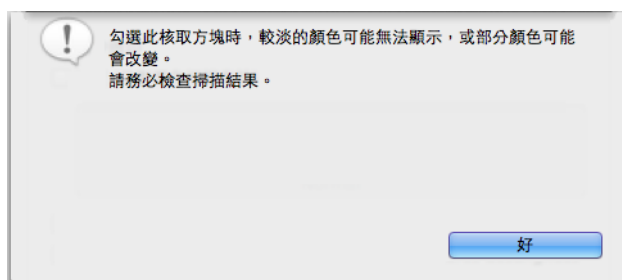 勾選此核取方塊時，較淡的顏色可能無法顯示，或部分顏色可能
會改變。
請務必檢查掃描結果。
好